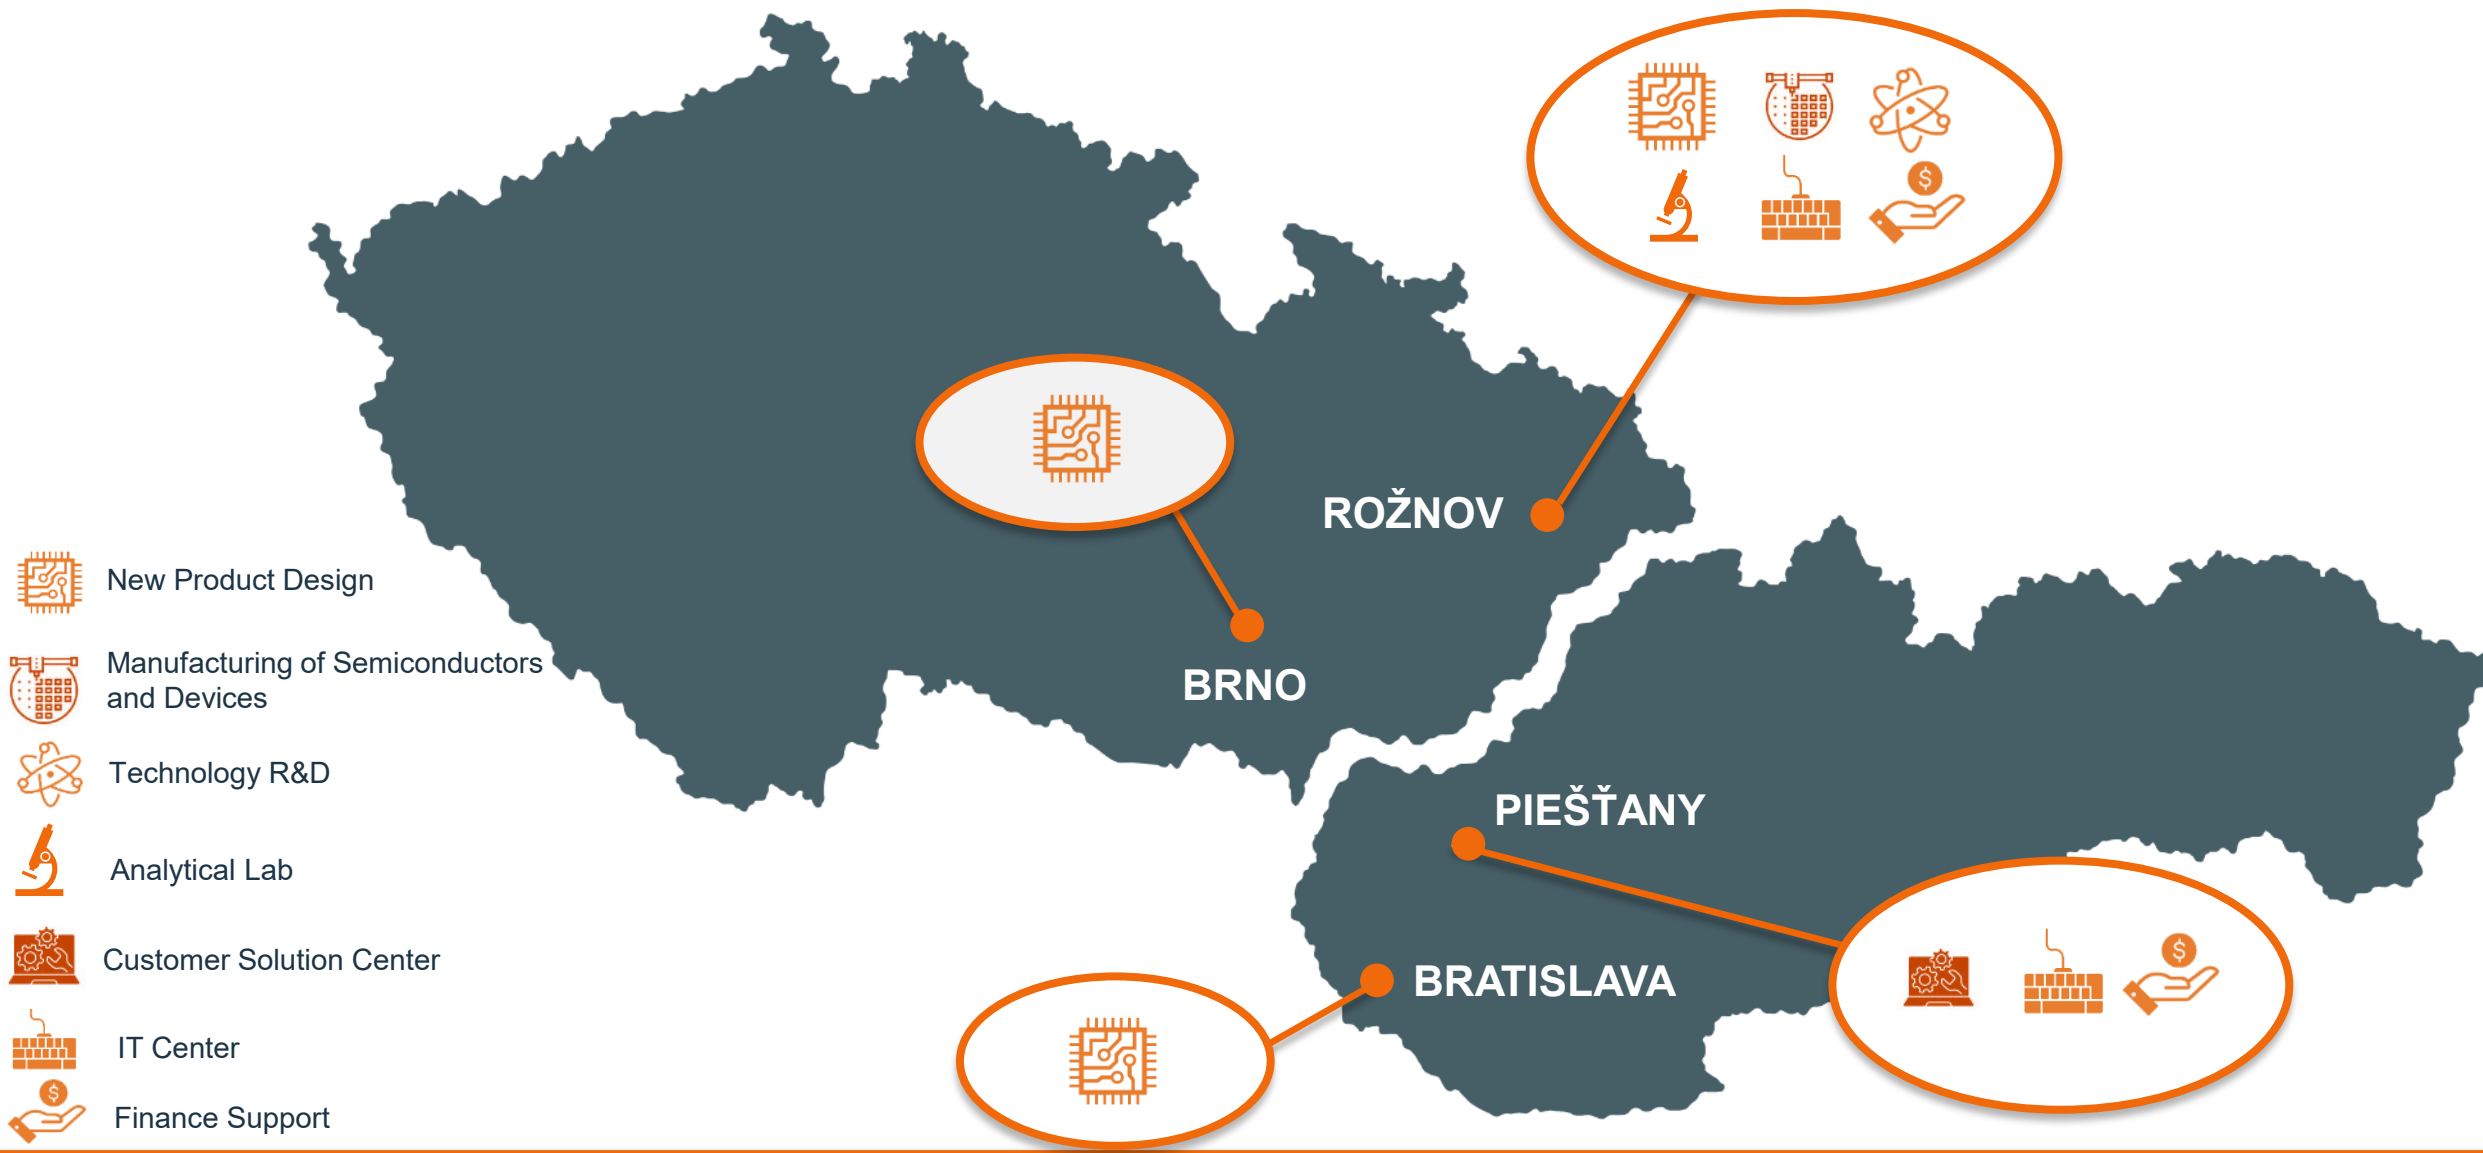 ROŽNOV
BRNO
PIEŠŤANY
BRATISLAVA
New Product Design
Manufacturing of Semiconductors
and Devices
Technology R&D
Analytical Lab
Customer Solution Center
IT Center
Finance Support